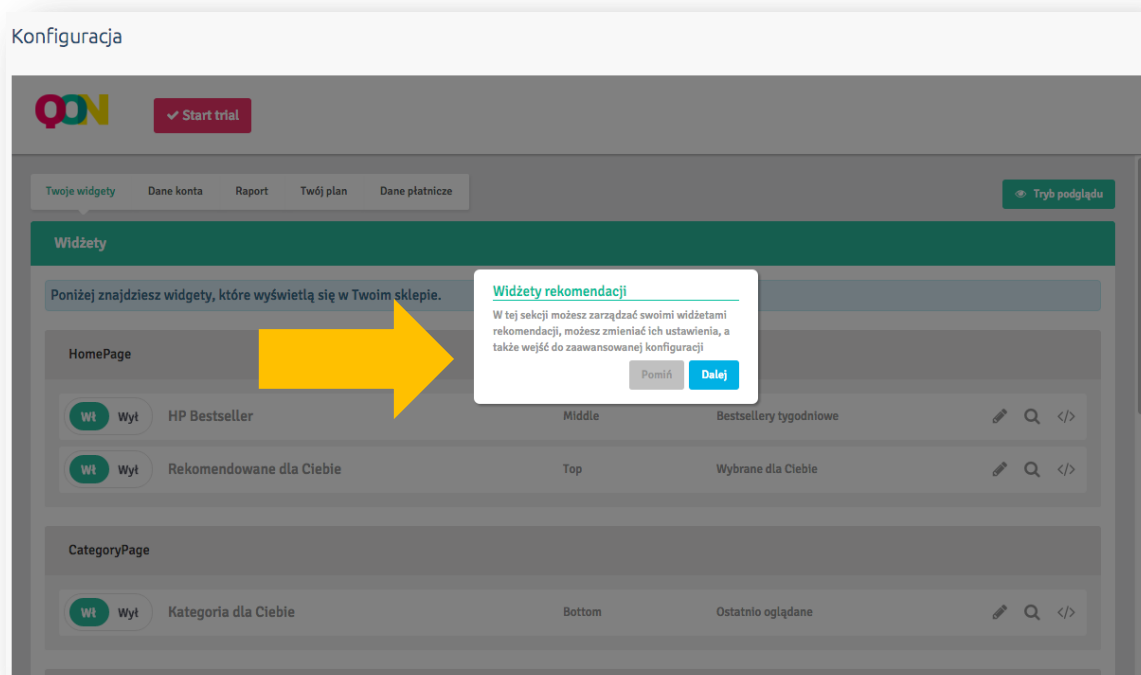 Konfiguracja
QON
Start trial
Twoje widgety Dane konta Raport Twój plan Dane płatnicze
Tryb podglądu
Widżety
Poniżej znajdziesz widgety, które wyświetlą się w Twoim sklepie.
Widżety rekomendacji
W tej sekcji możesz zarządzać swoimi widżetami
rekomendacji, możesz zmieniać ich ustawienia, a
także wejść do zaawansowanej konfiguracji
Pomiń Dalej
HomePage
Wł Wył HP Bestseller Middle Bestsellery tygodniowe </>
Wł Wył Rekomendowane dla Ciebie Top Wybrane dla Ciebie </>
CategoryPage
Wł Wył Kategoria dla Ciebie Bottom Ostatnio oglądane </>